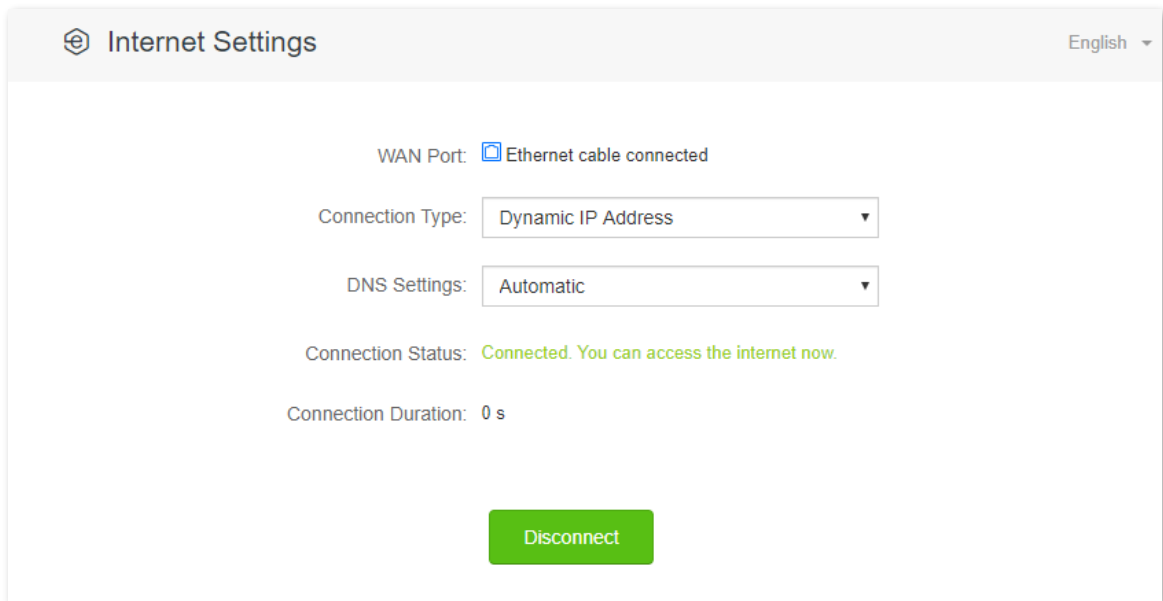 Internet Settings
English
WAN Port: Ethernet cable connected
Connection Type: Dynamic IP Address
DNS Settings: Automatic
Connection Status: Connected. You can access the internet now.
Connection Duration: 0 s
Disconnect